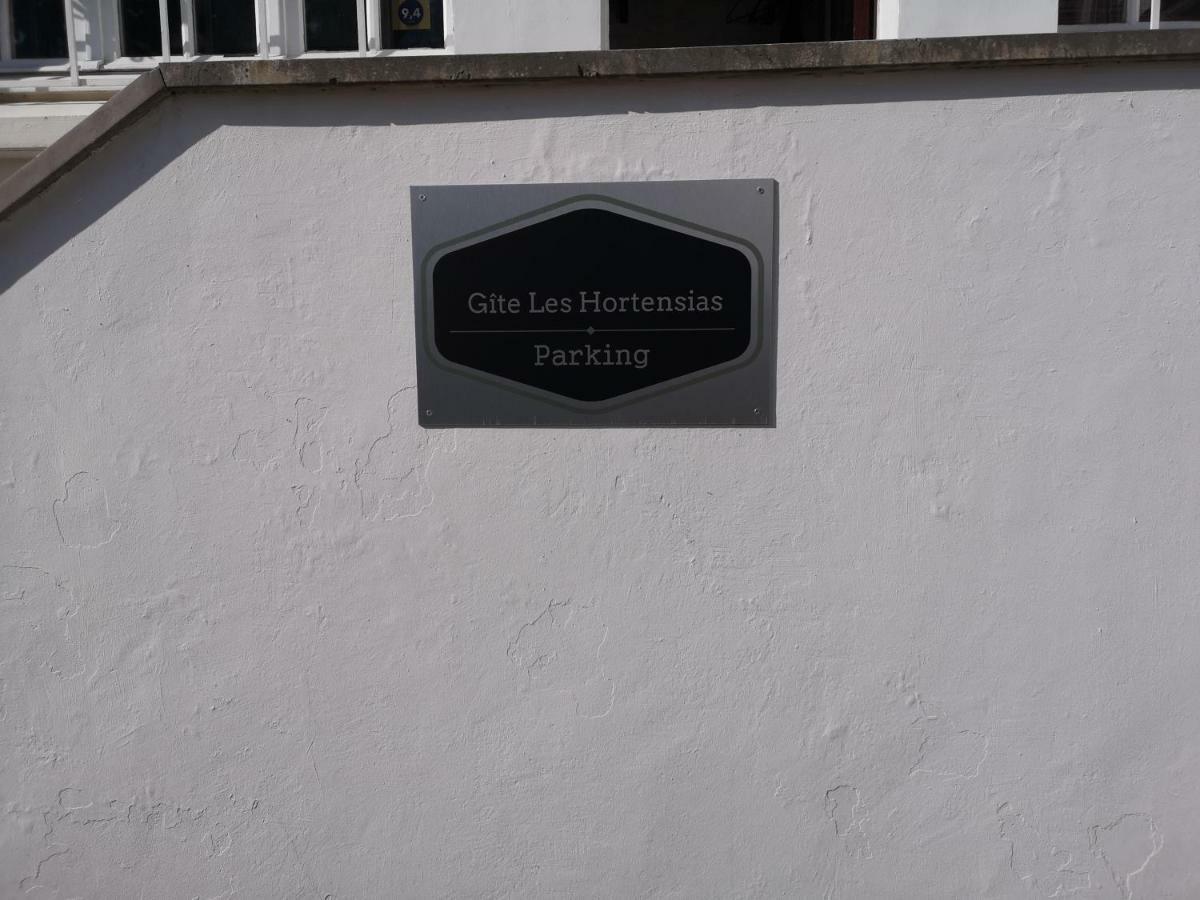 9,4
Gîte Les Hortensias
Parking